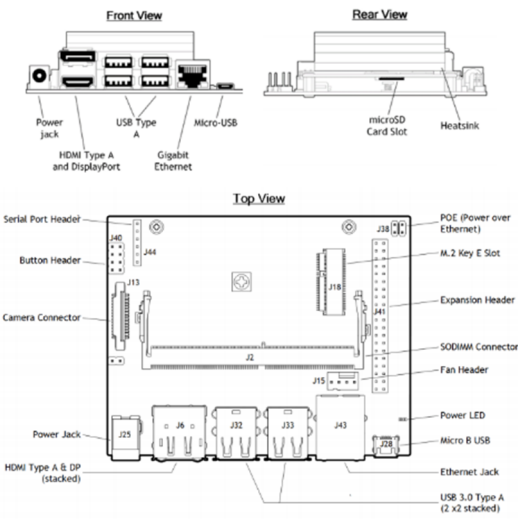 Front View
Rear View
Power
jack
USB Type
A
Micro-USB
HDMI Type A
and DisplayPort
Gigabit
Ethernet
microSD
Card Slot
Heatsink
Top View
Serial Port Header
J40
J44
J38
POE (Power over
Ethernet)
Button Header
M.2 Key E Slot
J13
J18
Camera Connector
J41
Expansion Header
J2
SODIMM Connector
J15
Fan Header
Power LED
Power Jack
J25
J6
J32
J33
J43
J28
Micro B USB
HDMI Type A & DP
(stacked)
Ethernet Jack
USB 3.0 Type A
(2 x2 stacked)